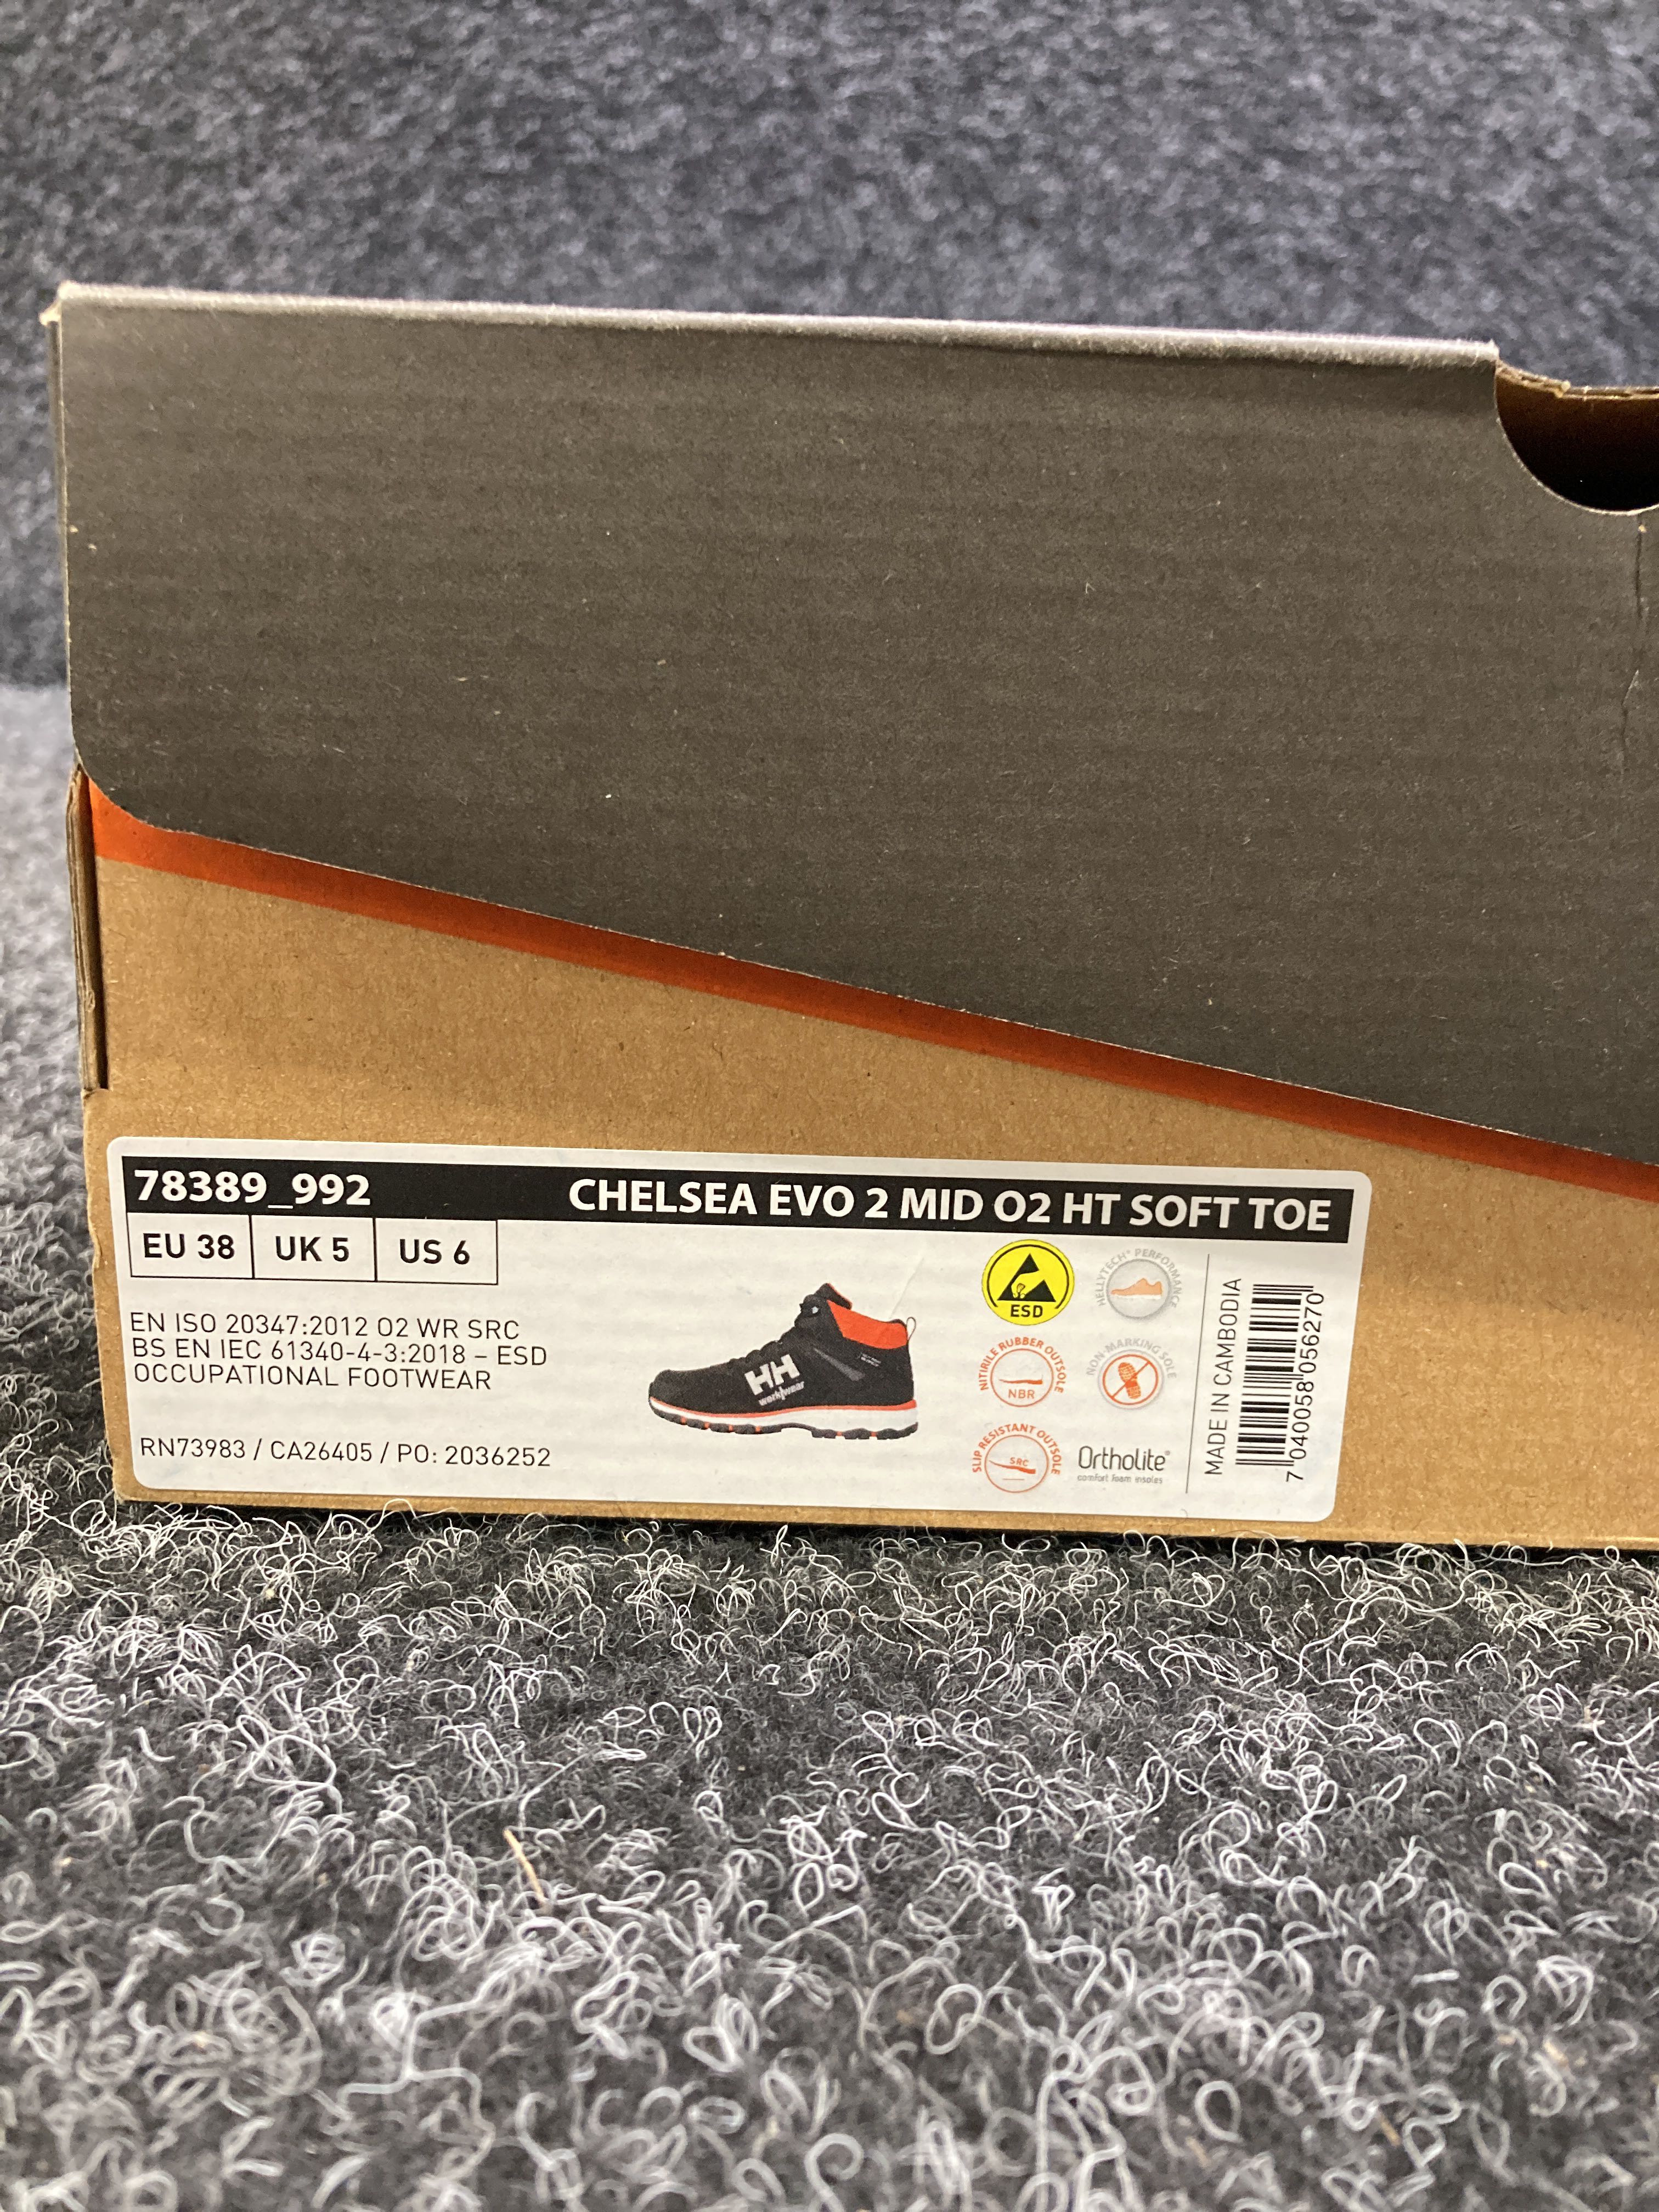 78389_992 CHELSEA EVO 2 MID O2 HT SOFT TOE
EU 38 UK 5 US 6
EN ISO 20347:2012 O2 WR SRC
BS EN IEC 61340-4-3:2018 – ESD
OCCUPATIONAL FOOTWEAR
RN73983 / CA26405 / PO: 2036252
HH
workwear
ESD
HELLYTECH® PERFORMANCE
NITRILE RUBBER OUTSOLE
NBR
NON MARKING SOLE
SLIP RESISTANT OUTSOLE
SRC
Ortholite®
comfort foam insoles
MADE IN CAMBODIA
7 040058 056270